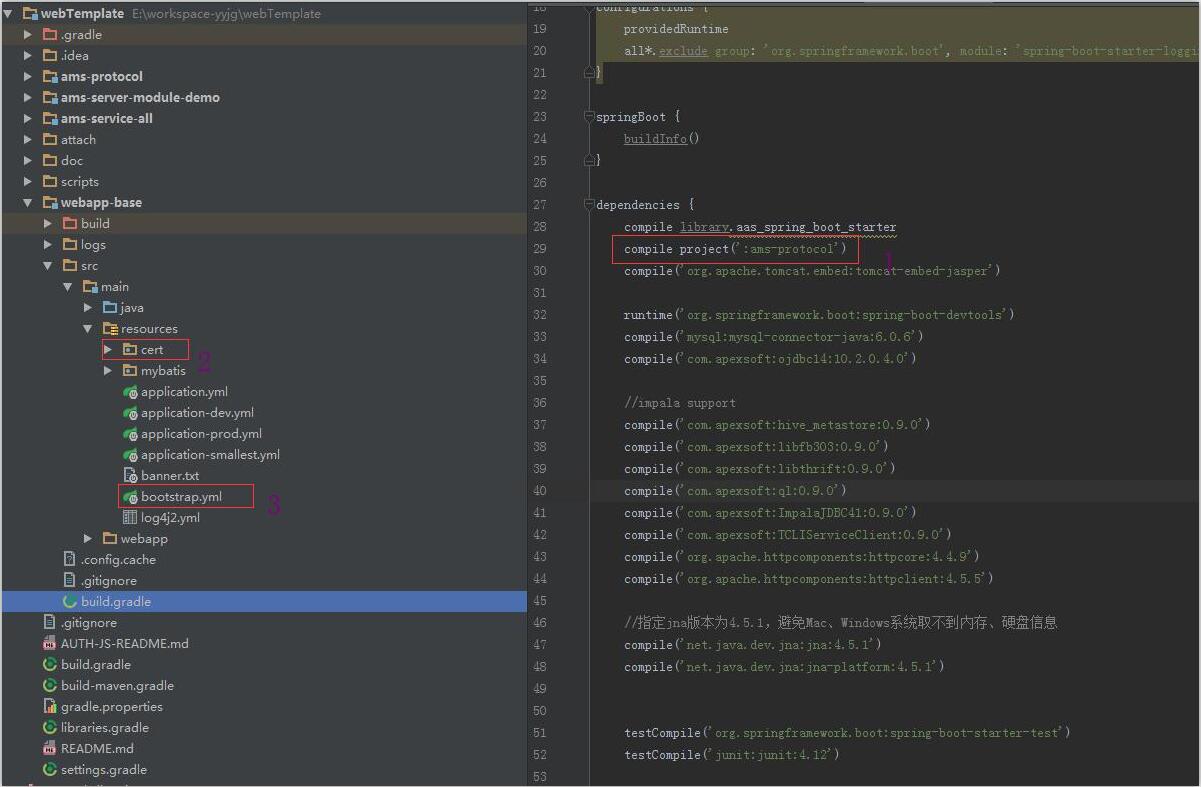 webTemplate E:\workspace-yyjg\webTemplate
.gradle
.idea
ams-protocol
ams-server-module-demo
ams-service-all
attach
doc
scripts
webapp-base
build
logs
src
main
java
resources
cert
2
mybatis
application.yml
application-dev.yml
application-prod.yml
application-smallest.yml
banner.txt
bootstrap.yml
3
log4j2.yml
webapp
.config.cache
.gitignore
build.gradle
.gitignore
AUTH-JS-README.md
build.gradle
build-maven.gradle
gradle.properties
libraries.gradle
README.md
settings.gradle
18 configurations {
19 providedRuntime
20 all*.exclude group: 'org.springframework.boot', module: 'spring-boot-starter-loggi
21 }
22
23 springBoot {
24 buildInfo()
25 }
26
27 dependencies {
28 compile library.aas_spring_boot_starter
29 compile project(':ams-protocol') 1
30 compile('org.apache.tomcat.embed:tomcat-embed-jasper')
31
32 runtime('org.springframework.boot:spring-boot-devtools')
33 compile('mysql:mysql-connector-java:6.0.6')
34 compile('com.apexsoft:ojdbc14:10.2.0.4.0')
35
36 //impala support
37 compile('com.apexsoft:hive_metastore:0.9.0')
38 compile('com.apexsoft:libfb303:0.9.0')
39 compile('com.apexsoft:libthrift:0.9.0')
40 compile('com.apexsoft:ql:0.9.0')
41 compile('com.apexsoft:ImpalaJDBC41:0.9.0')
42 compile('com.apexsoft:TCLIServiceClient:0.9.0')
43 compile('org.apache.httpcomponents:httpcore:4.4.9')
44 compile('org.apache.httpcomponents:httpclient:4.5.5')
45
46 //指定jna版本为4.5.1，避免Mac、Windows系统取不到内存、硬盘信息
47 compile('net.java.dev.jna:jna:4.5.1')
48 compile('net.java.dev.jna:jna-platform:4.5.1')
49
50
51 testCompile('org.springframework.boot:spring-boot-starter-test')
52 testCompile('junit:junit:4.12')
53